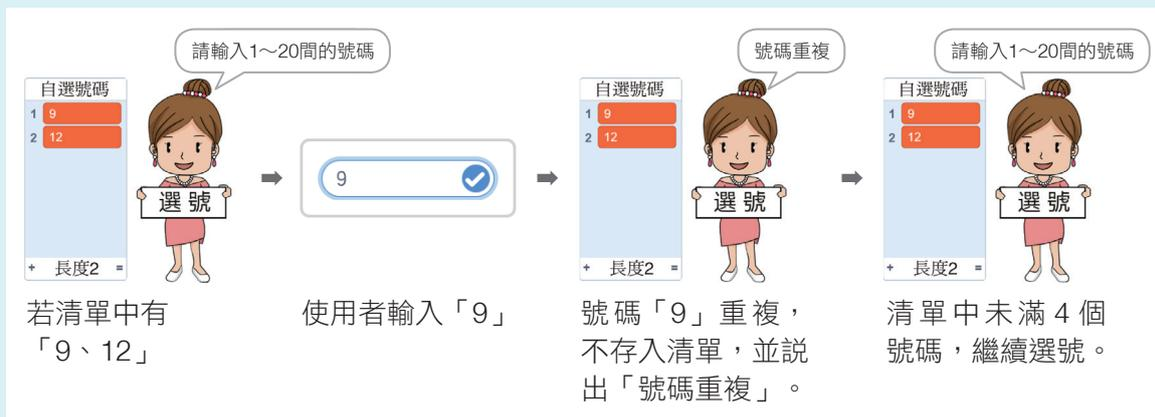 請輸入1～20間的號碼
自選號碼
1 9
2 12
+ 長度2 =
選號
若清單中有
「9、12」
9
使用者輸入「9」
號碼重複
自選號碼
1 9
2 12
+ 長度2 =
選號
號碼「9」重複，
不存入清單，並説
出「號碼重複」。
請輸入1～20間的號碼
自選號碼
1 9
2 12
+ 長度2 =
選號
清單中未滿4個
號碼，繼續選號。